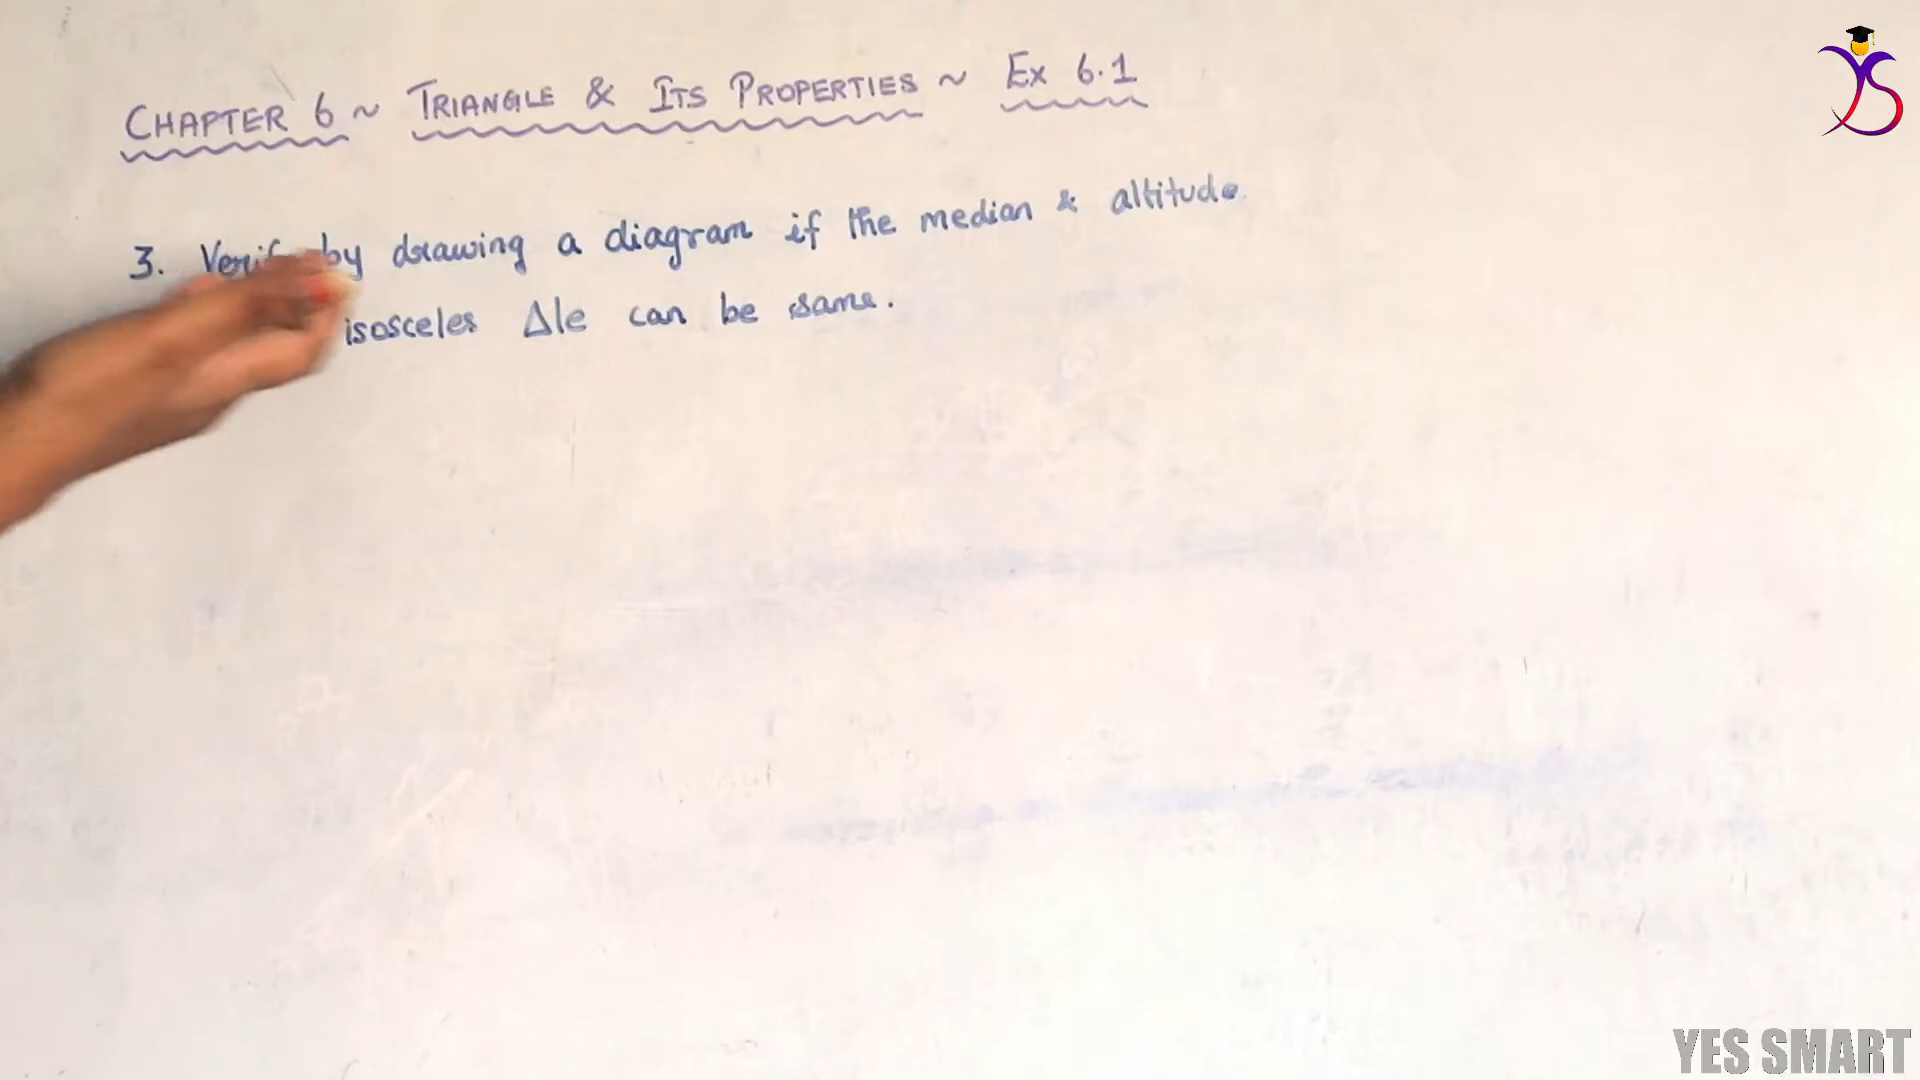 CHAPTER 6 ~ TRIANGLE & ITS PROPERTIES ~ EX 6.1
3. Verify by drawing a diagram if the median & altitude
isosceles Δle can be same.
YES SMART